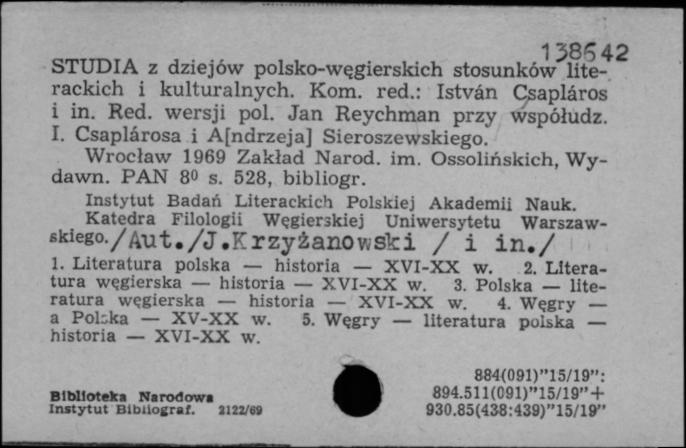 138642
STUDIA z dziejów polsko-węgierskich stosunków lite-
rackich i kulturalnych. Kom. red.: István Csapláros
i in. Red. wersji pol. Jan Reychman przy współudz.
I. Csaplárosa i A[ndrzeja] Sieroszewskiego.
Wrocław 1969 Zakład Narod. im. Ossolińskich, Wy-
dawn. PAN 8⁰ s. 528, bibliogr.
Instytut Badań Literackich Polskiej Akademii Nauk.
Katedra Filologii Węgierskiej Uniwersytetu Warszaw-
skiego./Aut./J.Krzyżanowski / i in./
1. Literatura polska — historia — XVI-XX w. 2. Litera-
tura węgierska — historia — XVI-XX w. 3. Polska — lite-
ratura węgierska — historia — XVI-XX w. 4. Węgry —
a Polska — XV-XX w. 5. Węgry — literatura polska —
historia — XVI-XX w.
884(091)"15/19":
894.511(091)"15/19"+
930.85(438:439)"15/19"
Biblioteka Narodowa
Instytut Bibliograf. 2122/69